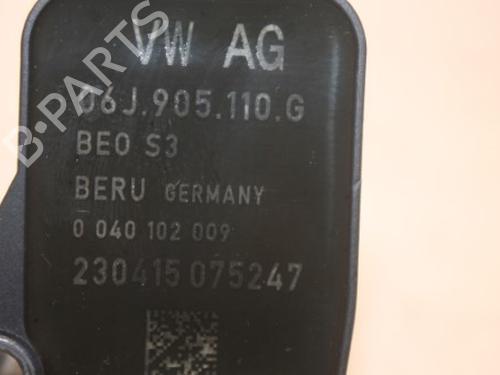 VW AG
06J.905.110.G
BEO S3
BERU GERMANY
0 040 102 009
230415 075247
B-PARTS